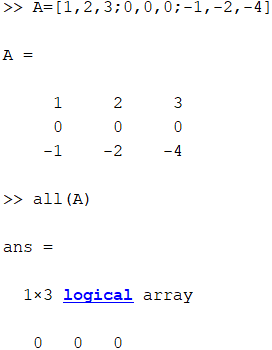 >> A=[1,2,3;0,0,0;-1,-2,-4]
A =
1 2 3
0 0 0
-1 -2 -4
>> all(A)
ans =
1×3 logical array
0 0 0